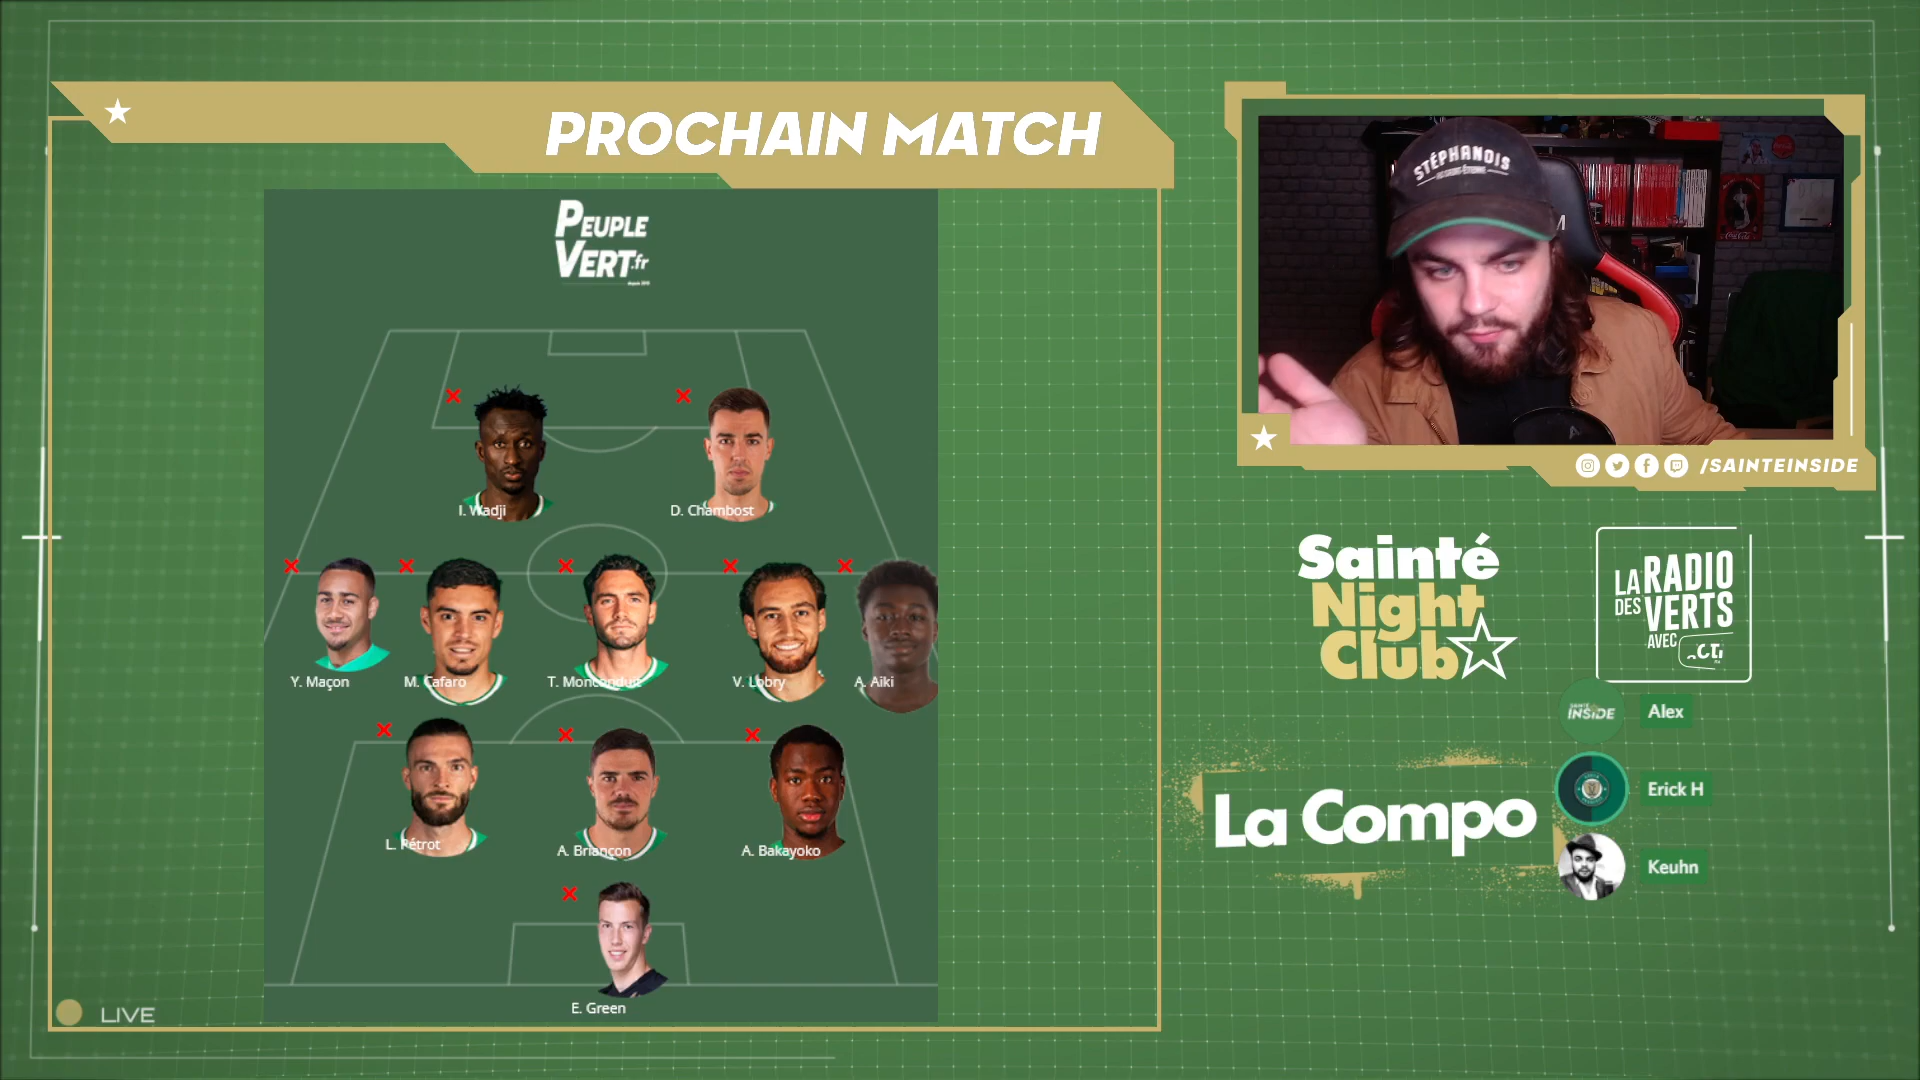 PROCHAIN MATCH
PEUPLE
VERT.fr
I. Wadji
D. Chambost
Y. Maçon
M. Cafaro
T. Monconduit
V. Lobry
A. Aiki
L. Pétrot
A. Briançon
A. Bakayoko
E. Green
LIVE
STÉPHANOIS
/SAINTEINSIDE
Sainté
Night
Club
LA RADIO
DES VERTS
AVEC
La Compo
INSIDE
Alex
Erick H
Keuhn